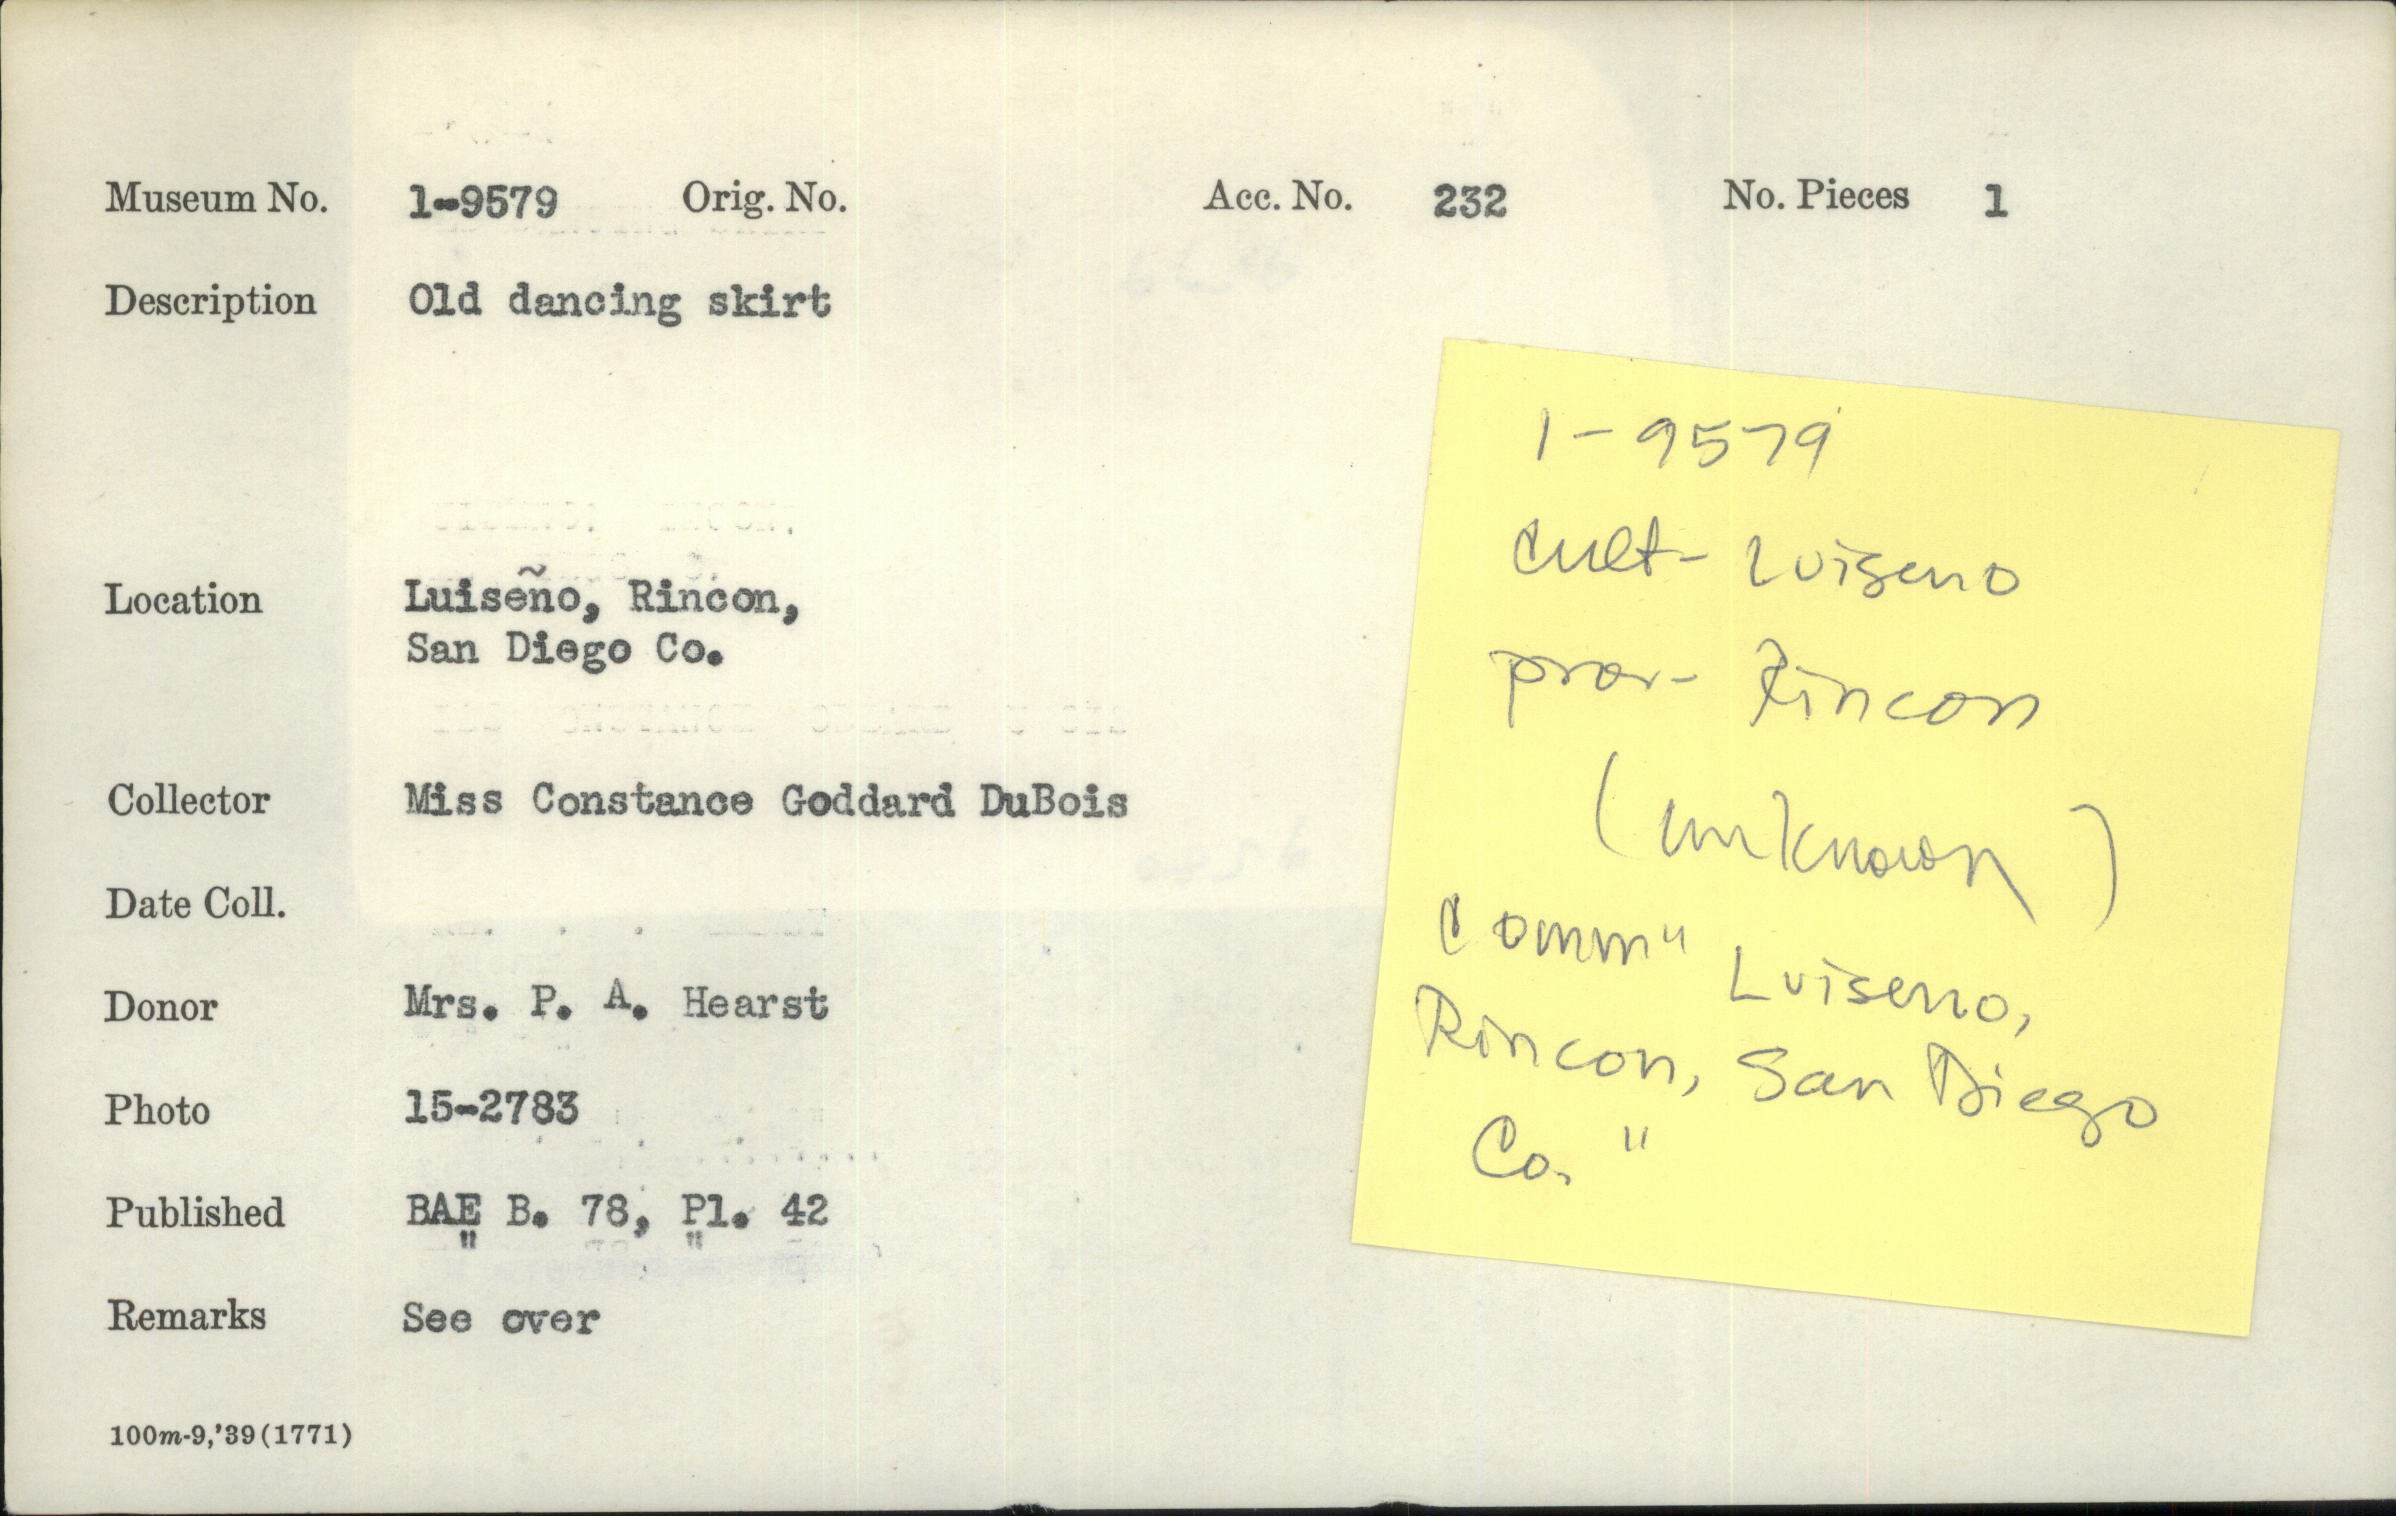 Museum No. 1-9579 Orig. No. Acc. No. 232 No. Pieces 1
Description Old dancing skirt
Location Luiseño, Rincon,
San Diego Co.
Collector Miss Constance Goddard DuBois
Date Coll.
Donor Mrs. P. A. Hearst
Photo 15-2783
Published BAE B. 78, Pl. 42
" "
Remarks See over
100m-9,'39(1771)
1-9579
Cult- Luiseno
prov- Rincon
(unknown)
Comm" Luiseno,
Rincon, San Diego
Co."